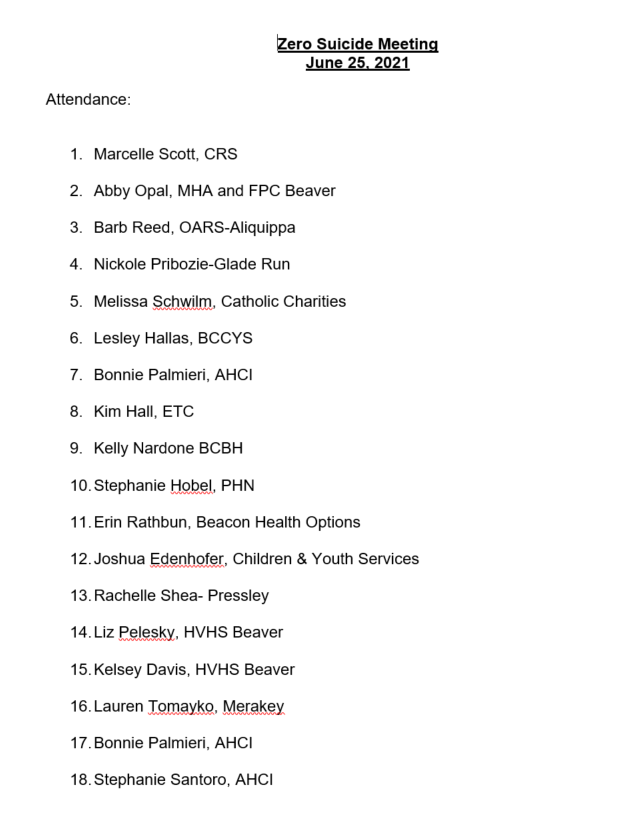 Zero Suicide Meeting
June 25, 2021
Attendance:
1. Marcelle Scott, CRS
2. Abby Opal, MHA and FPC Beaver
3. Barb Reed, OARS-Aliquippa
4. Nickole Pribozie-Glade Run
5. Melissa Schwilm, Catholic Charities
6. Lesley Hallas, BCCYS
7. Bonnie Palmieri, AHCI
8. Kim Hall, ETC
9. Kelly Nardone BCBH
10. Stephanie Hobel, PHN
11. Erin Rathbun, Beacon Health Options
12. Joshua Edenhofer, Children & Youth Services
13. Rachelle Shea- Pressley
14. Liz Pelesky, HVHS Beaver
15. Kelsey Davis, HVHS Beaver
16. Lauren Tomayko, Merakey
17. Bonnie Palmieri, AHCI
18. Stephanie Santoro, AHCI